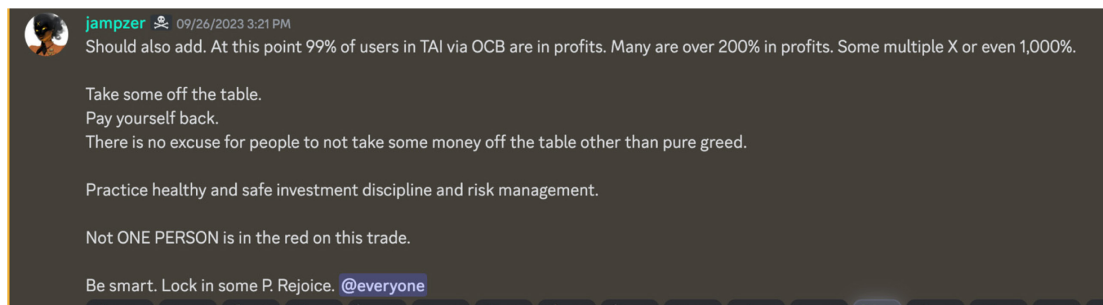 jampzer 09/26/2023 3:21 PM
Should also add. At this point 99% of users in TAI via OCB are in profits. Many are over 200% in profits. Some multiple X or even 1,000%.
Take some off the table.
Pay yourself back.
There is no excuse for people to not take some money off the table other than pure greed.
Practice healthy and safe investment discipline and risk management.
Not ONE PERSON is in the red on this trade.
Be smart. Lock in some P. Rejoice. @everyone